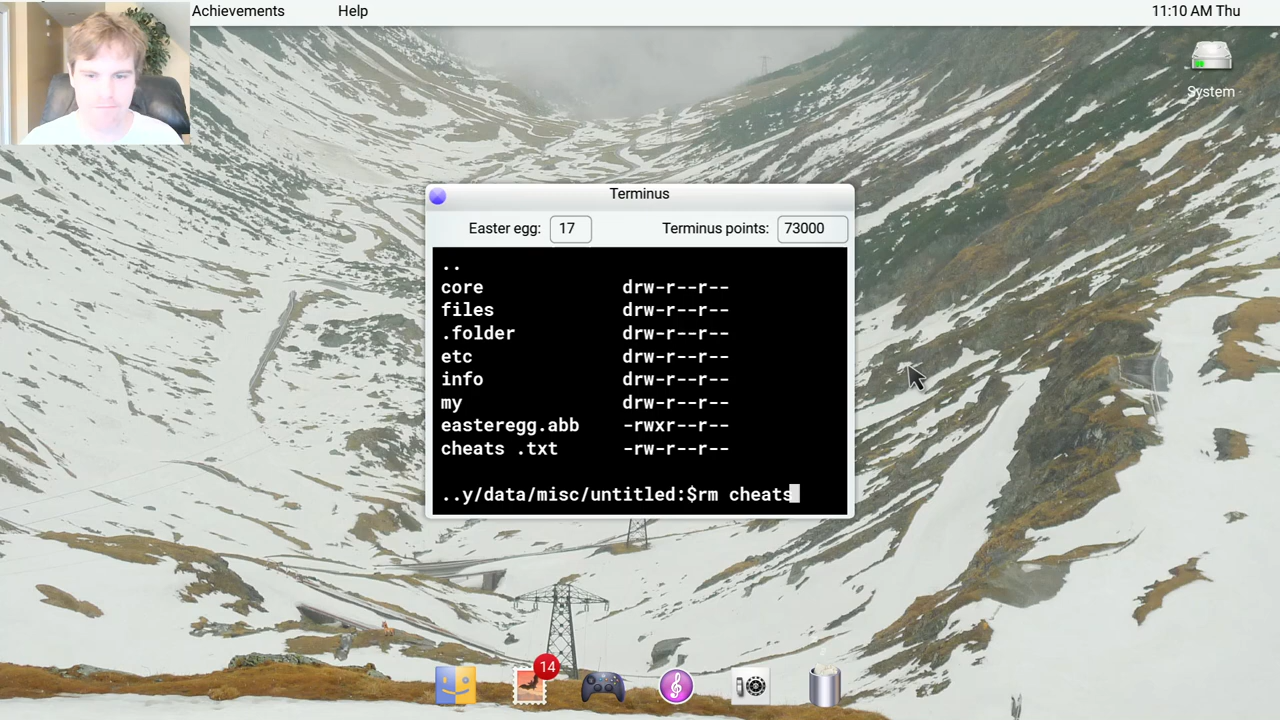 Achievements Help 11:10 AM Thu
System
Terminus
Easter egg: 17 Terminus points: 73000
..
core drw-r--r--
files drw-r--r--
.folder drw-r--r--
etc drw-r--r--
info drw-r--r--
my drw-r--r--
easteregg.abb -rwxr--r--
cheats .txt -rw-r--r--
..y/data/misc/untitled:$rm cheats
14